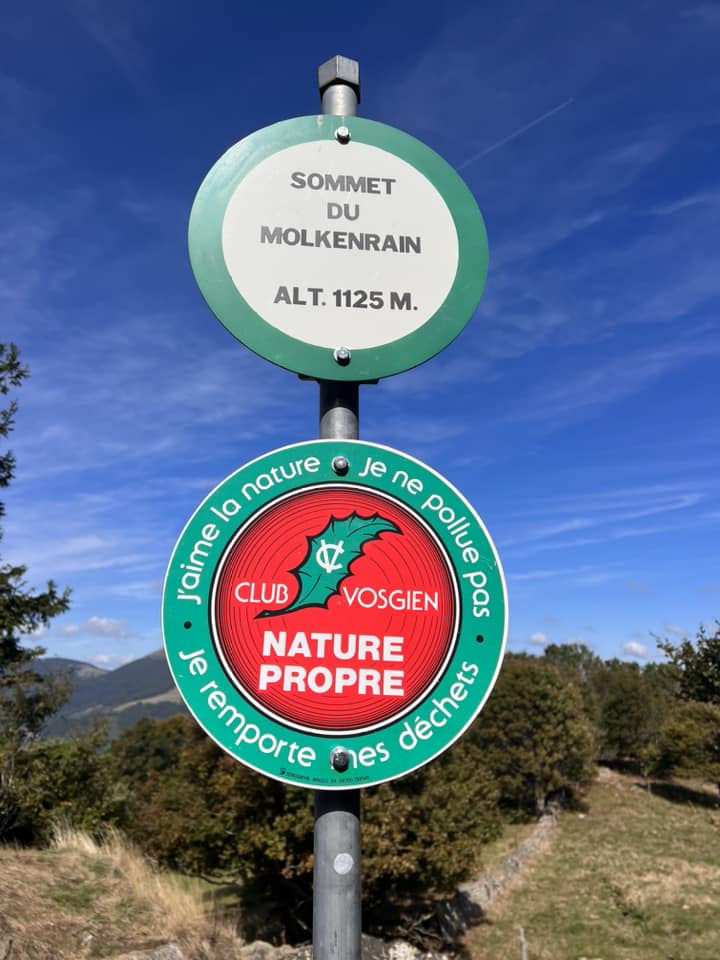 SOMMET
DU
MOLKENRAIN
ALT. 1125 M.
J'aime la nature
Je ne pollue pas
CV
CLUB VOSGIEN
NATURE
PROPRE
Je remporte mes déchets